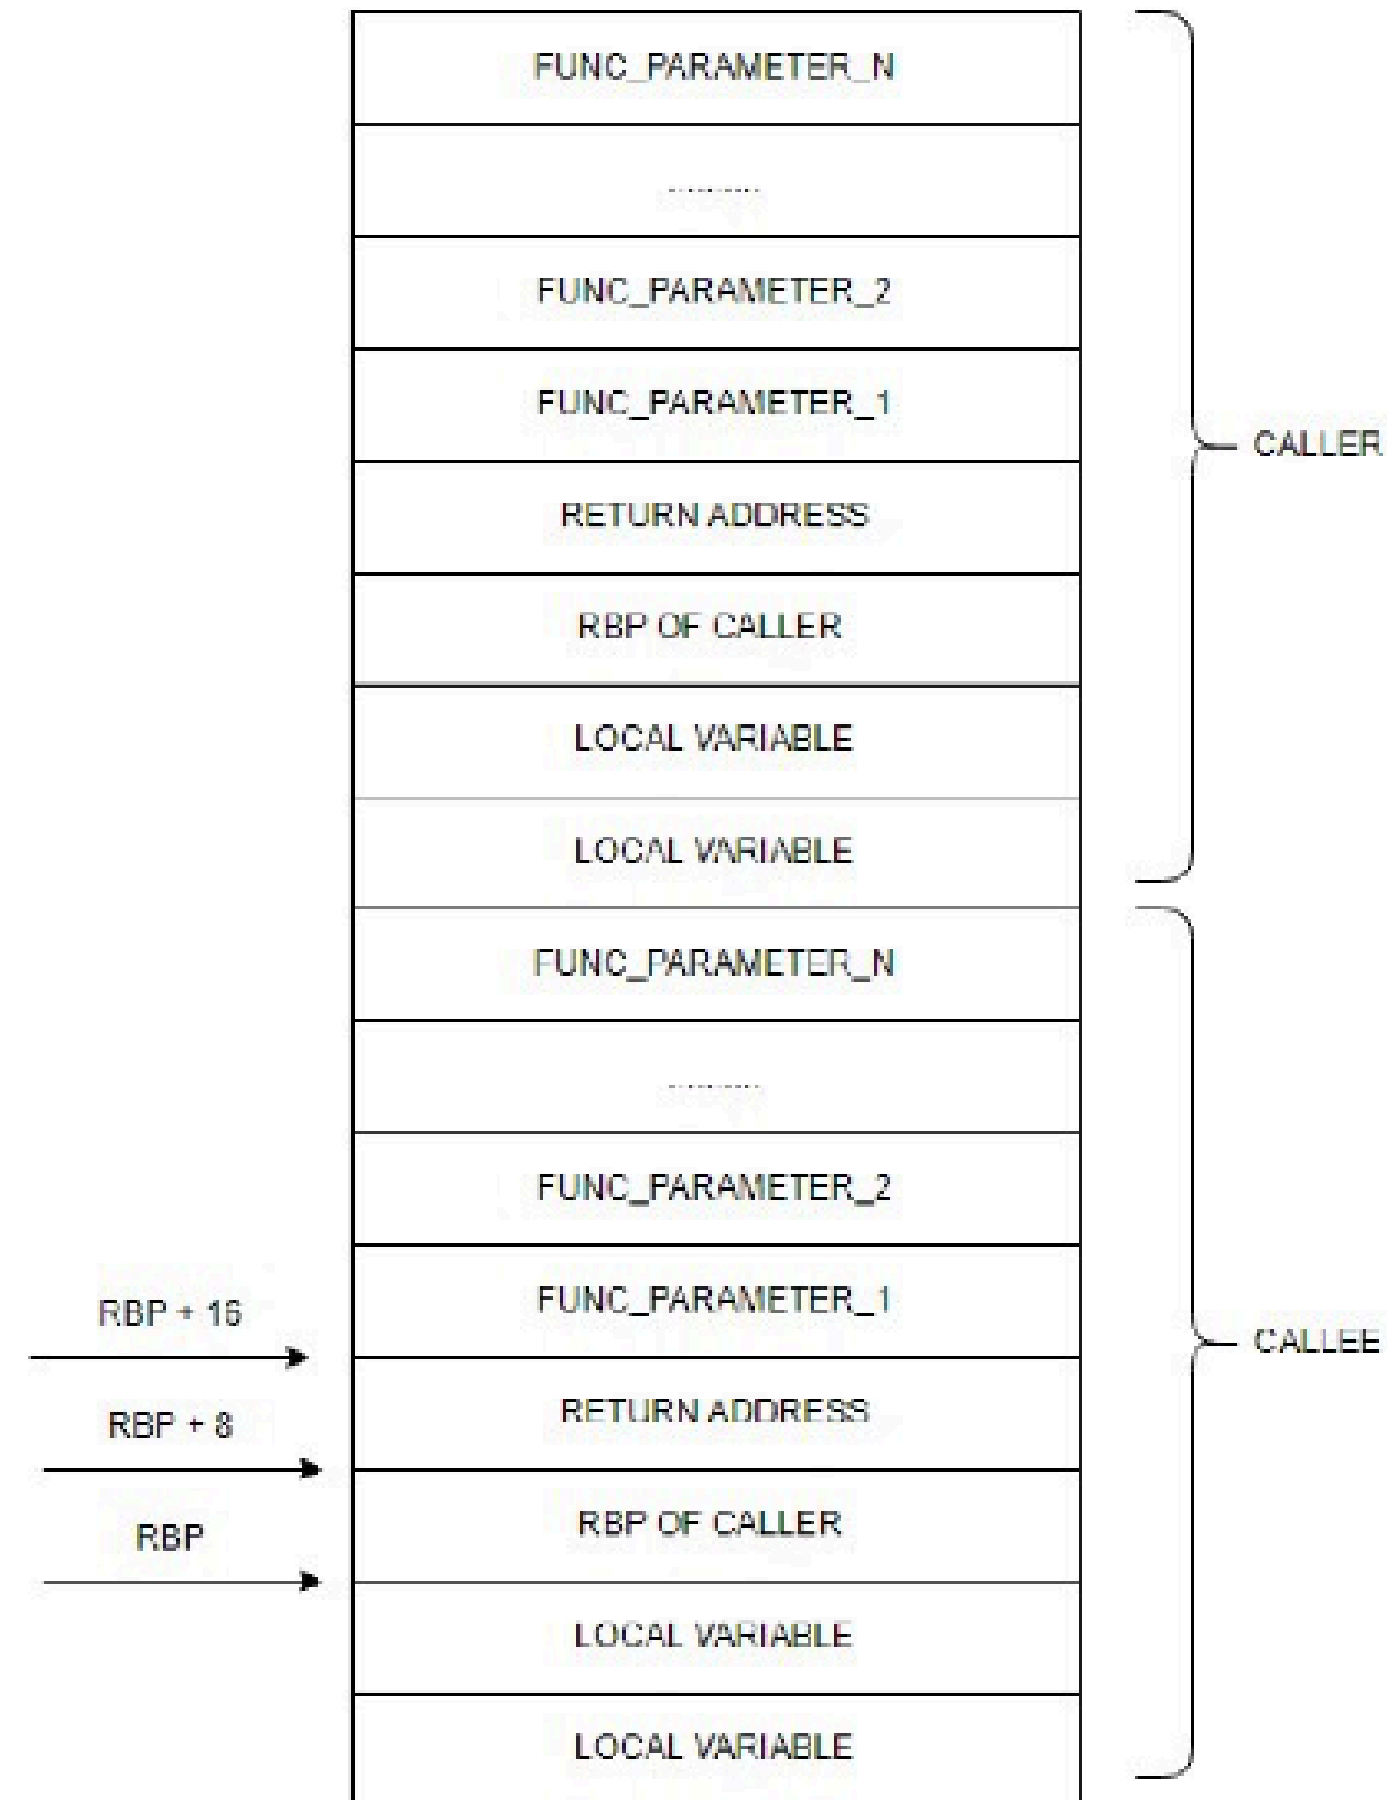 FUNC_PARAMETER_N
..........
FUNC_PARAMETER_2
FUNC_PARAMETER_1
RETURN ADDRESS
RBP OF CALLER
LOCAL VARIABLE
LOCAL VARIABLE
CALLER
FUNC_PARAMETER_N
..........
FUNC_PARAMETER_2
FUNC_PARAMETER_1
RETURN ADDRESS
RBP OF CALLER
LOCAL VARIABLE
LOCAL VARIABLE
CALLEE
RBP + 16
RBP + 8
RBP